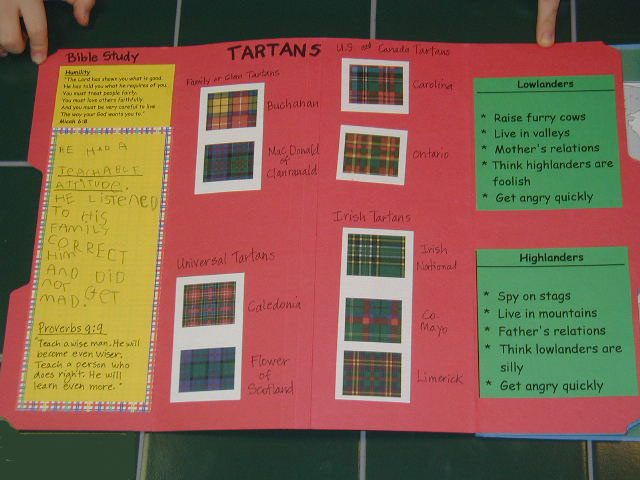 Bible Study
Humility
"The Lord has shown you what is good.
He has told you what he requires of you.
You must treat people fairly.
You must love others faithfully.
And you must be very careful to live
The way your God wants you to."
Micah 6:8
HE HAD A
TEACHABLE
ATTITUDE.
HE LISTENED
TO HIS
FAMILY
CORRECT
HIM
AND DID
NOT GET
MAD.
Proverbs 9:9
"Teach a wise man. He will
become even wiser.
Teach a person who
does right. He will
learn even more."
TARTANS
Family or Clan Tartans
Buchanan
MacDonald
of
Clanranald
Universal Tartans
Caledonia
Flower
of
Scotland
U.S. and Canada Tartans
Carolina
Ontario
Irish Tartans
Irish
National
Co.
Mayo
Limerick
Lowlanders
* Raise furry cows
* Live in valleys
* Mother's relations
* Think highlanders are
foolish
* Get angry quickly
Highlanders
* Spy on stags
* Live in mountains
* Father's relations
* Think lowlanders are
silly
* Get angry quickly